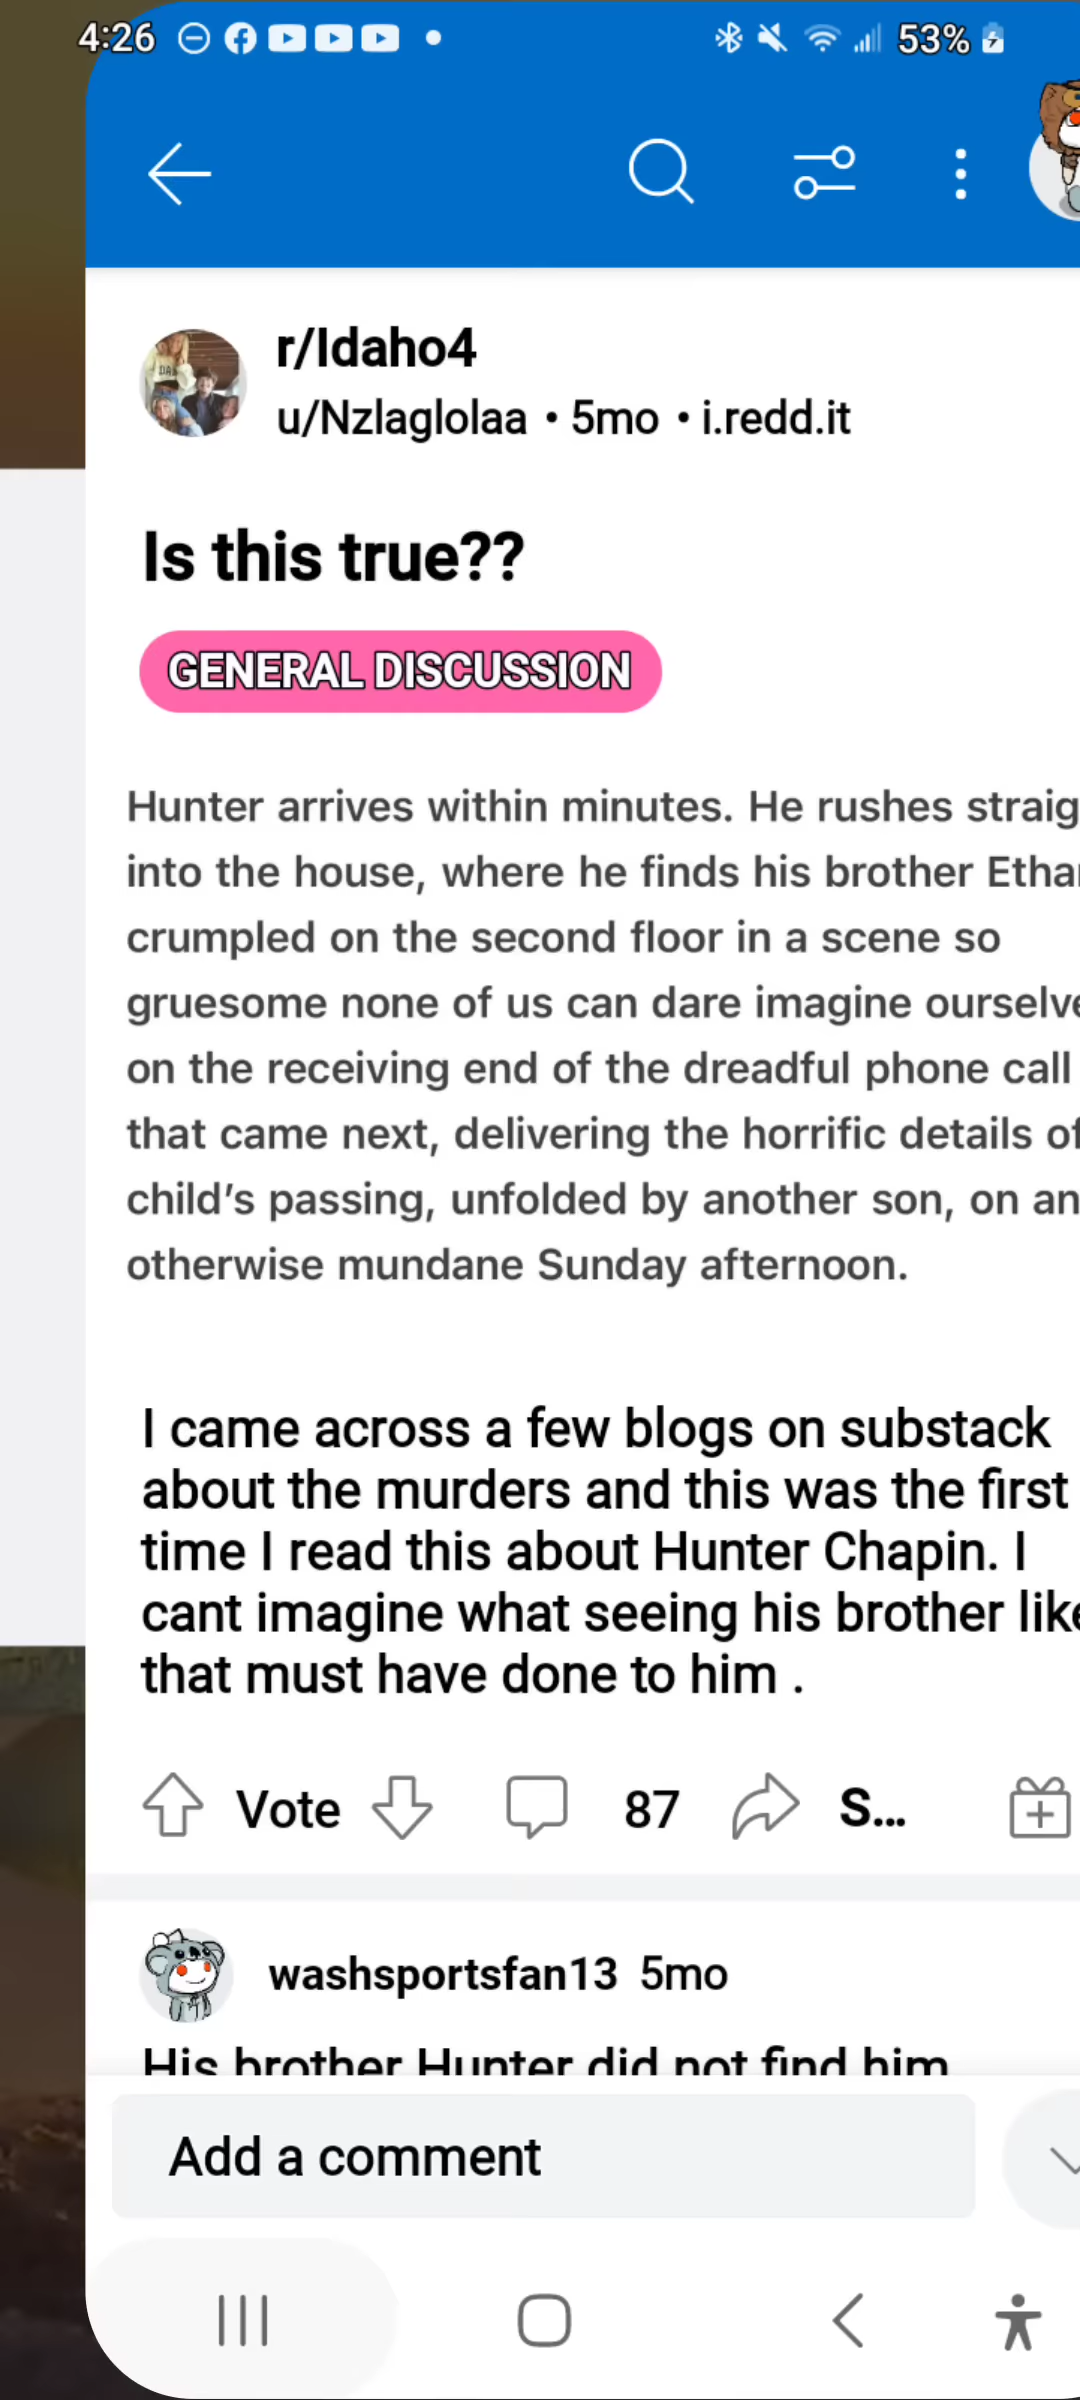 4:26
53%
r/Idaho4
u/Nzlaglolaa • 5mo • i.redd.it
Is this true??
GENERAL DISCUSSION
Hunter arrives within minutes. He rushes straig
into the house, where he finds his brother Etha
crumpled on the second floor in a scene so
gruesome none of us can dare imagine ourselve
on the receiving end of the dreadful phone call
that came next, delivering the horrific details of
child's passing, unfolded by another son, on an
otherwise mundane Sunday afternoon.
I came across a few blogs on substack
about the murders and this was the first
time I read this about Hunter Chapin. I
cant imagine what seeing his brother like
that must have done to him .
Vote 87 S...
washsportsfan13 5mo
His brother Hunter did not find him
Add a comment